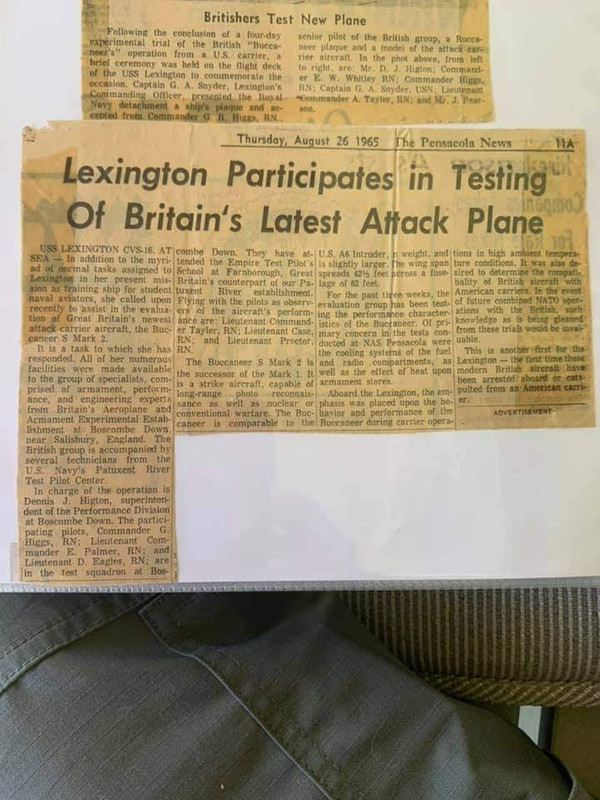 Britishers Test New Plane
Following the conclusion of a four-day
experimental trial of the British "Bucca-
neer's" operation from a U.S. carrier, a
brief ceremony was held on the flight deck
of the USS Lexington to commemorate the
occasion. Captain G. A. Snyder, Lexington's
Commanding Officer, presented the Royal
Navy detachment a ship's plaque and ac-
cepted from Commander G. R. Higgs, RN.,
senior pilot of the British group, a Bucca-
neer plaque and a model of the attack car-
rier aircraft. In the phot above, from left
to right, are: Mr. D. J. Higton; Command-
er E. W. Whitley RN; Commander Higgs,
RN; Captain G. A. Snyder, USN; Lieutenant
Commander A. Tayler, RN; and Mr. J. Pear-
son.
Thursday, August 26 1965 The Pensacola News 11A
Lexington Participates in Testing
Of Britain's Latest Attack Plane
USS LEXINGTON CVS-16, AT
SEA — In addition to the myri-
ad of normal tasks assigned to
Lexington in her present mis-
sion as training ship for student
naval aviators, she called upon
recently to assist in the evalua-
tion of Great Britain's newest
attack carrier aircraft, the Buc-
caneer S Mark 2.
It is a task to which she has
responded. All of her numerous
facilities were made available
to the group of specialists, com-
prised of armament, perform-
ance, and engineering experts
from Britain's Aeroplane and
Armament Experimental Estab-
lishment at Boscombe Down,
near Salisbury, England. The
British group is accompanied by
several technicians from the
U.S. Navy's Patuxent River
Test Pilot Center.
In charge of the operation is
Dennis J. Higton, superinten-
dent of the Performance Division
at Boscombe Down. The partici-
pating pilots, Commander G.
Higgs, RN; Lieutenant Com-
mander E. Palmer, RN; and
Lieutenant D. Eagles, RN; are
in the test squadron at Bos-
combe Down. They have at-
tended the Empire Test Pilot's
School at Farnborough, Great
Britain's counterpart of our Pa-
tuxent River establishment.
Flying with the pilots as observ-
ers of the aircraft's perform-
ance are: Lieutenant Command-
er Tayler, RN; Lieutenant Case,
RN; and Lieutenant Proctor,
RN.
The Buccaneer S Mark 2 is
the successor of the Mark 1. It
is a strike aircraft, capable of
long-range photo reconnais-
sance as well as nuclear or
conventional warfare. The Buc-
caneer is comparable to the
U.S. A6 Intruder, n weight, and
is slightly larger. The wing span
spreads 42½ feet across a fuse-
lage of 62 feet.
For the past three weeks, the
evaluation group has been test-
ing the performance character-
istics of the Buccaneer. Of pri-
mary concern in the tests con-
ducted at NAS Pensacola were
the cooling systems of the fuel
and radio compartments, as
well as the effect of heat upon
armament stores.
Aboard the Lexington, the em-
phasis was placed upon the be-
havior and performance of the
Buccaneer during carrier opera-
tions in high ambient tempera-
ture conditions. It was also de-
sired to determine the compati-
bility of British aircraft with
American carriers. In the event
of future combined NATO opera-
tions with the British, such
knowledge as is being gleaned
from these trials would be inval-
uable.
This is another first for the
Lexington — the first time these
modern British aircraft have
been arrested aboard or cata-
pulted from an American carri-
er.
ADVERTISEMENT